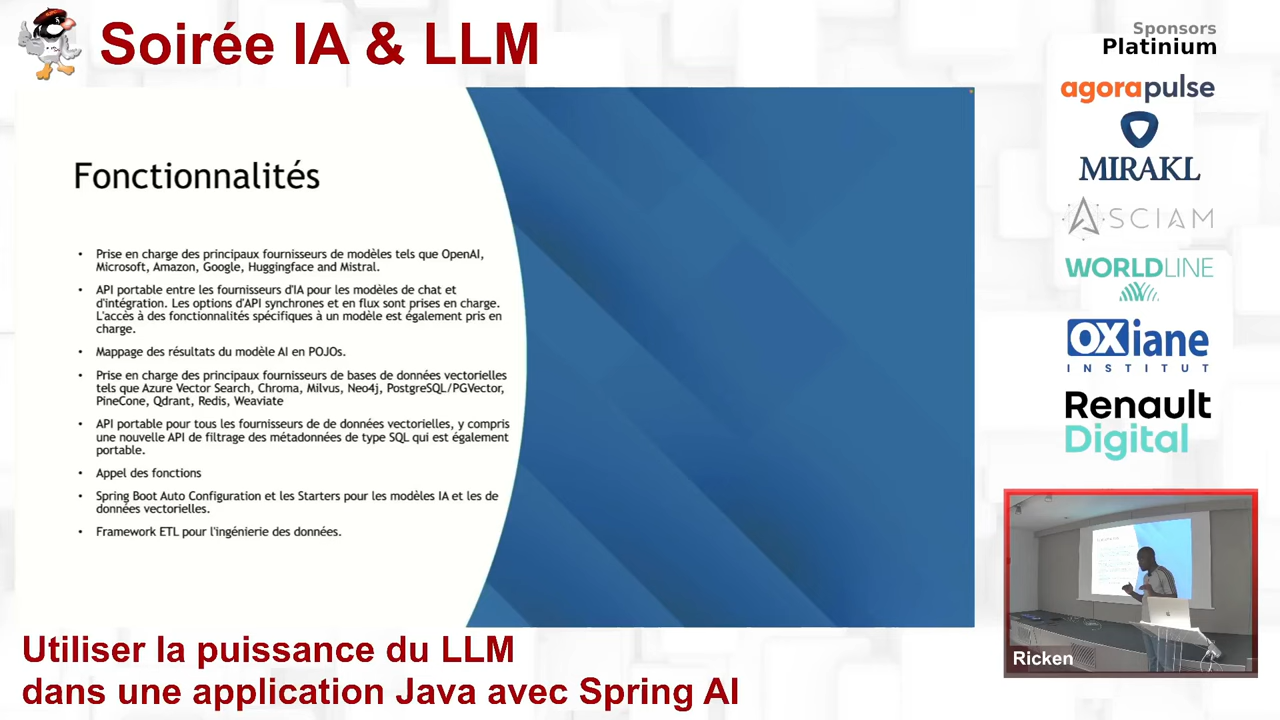 Soirée IA & LLM
Sponsors
Platinium
agorapulse
MIRAKL
ASCIAM
WORLDLINE
OXiane
INSTITUT
Renault
Digital
Fonctionnalités
• Prise en charge des principaux fournisseurs de modèles tels que OpenAI,
Microsoft, Amazon, Google, Huggingface and Mistral.
• API portable entre les fournisseurs d'IA pour les modèles de chat et
d'intégration. Les options d'API synchrones et en flux sont prises en charge.
L'accès à des fonctionnalités spécifiques à un modèle est également pris en
charge.
• Mappage des résultats du modèle AI en POJOs.
• Prise en charge des principaux fournisseurs de bases de données vectorielles
tels que Azure Vector Search, Chroma, Milvus, Neo4j, PostgreSQL/PGVector,
PineCone, Qdrant, Redis, Weaviate
• API portable pour tous les fournisseurs de de données vectorielles, y compris
une nouvelle API de filtrage des métadonnées de type SQL qui est également
portable.
• Appel des fonctions
• Spring Boot Auto Configuration et les Starters pour les modèles IA et les de
données vectorielles.
• Framework ETL pour l'ingénierie des données.
Ricken
Utiliser la puissance du LLM
dans une application Java avec Spring AI